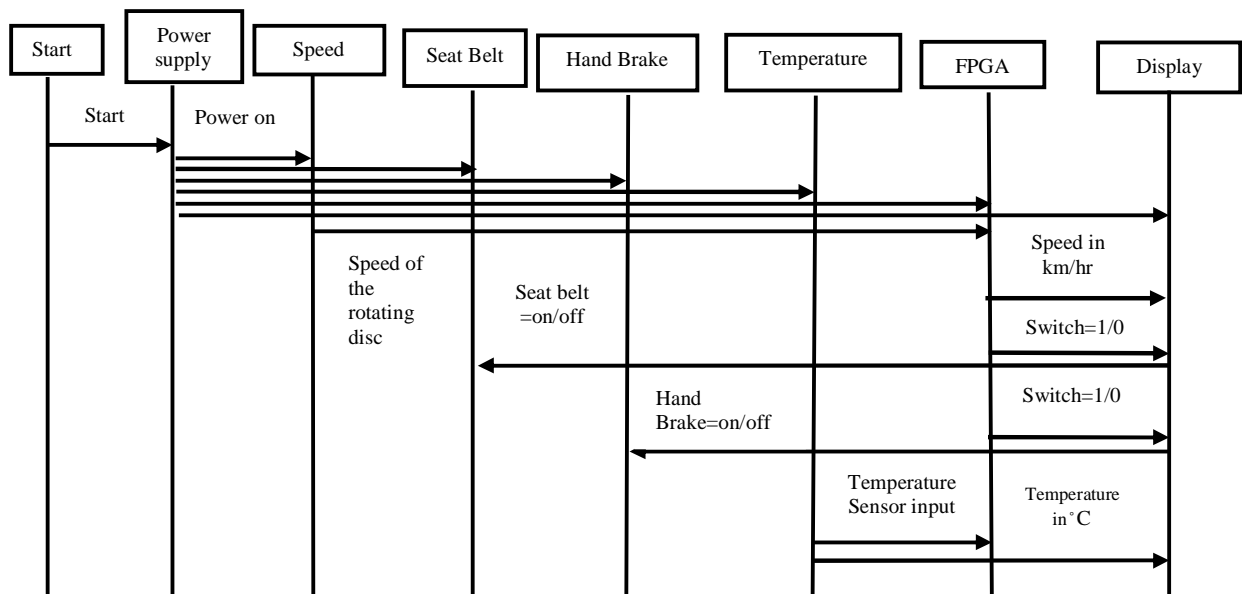 Start
Power
supply
Speed
Seat Belt
Hand Brake
Temperature
FPGA
Display
Start
Power on
Speed of
the
rotating
disc
Seat belt
=on/off
Speed in
km/hr
Switch=1/0
Hand
Brake=on/off
Switch=1/0
Temperature
Sensor input
Temperature
in˚C